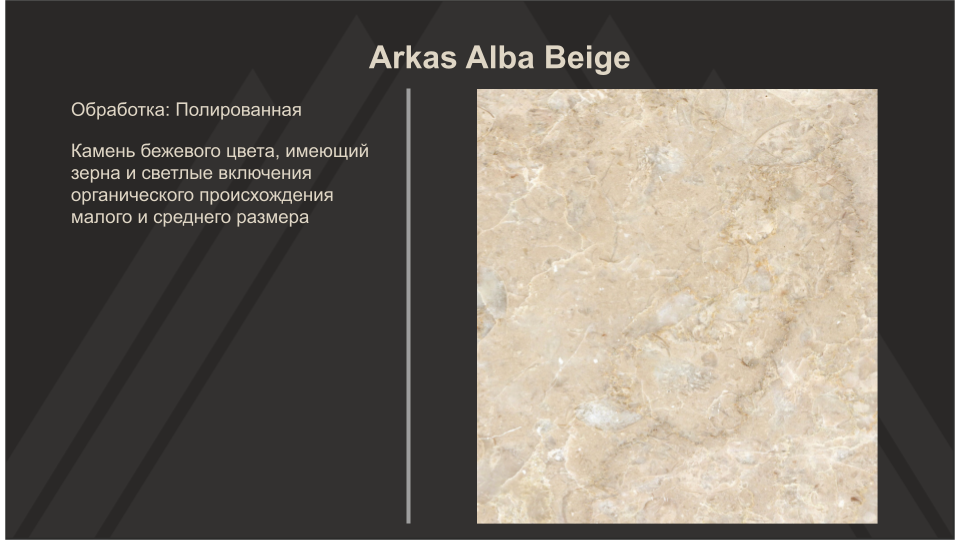 Arkas Alba Beige
Обработка: Полированная
Камень бежевого цвета, имеющий
зерна и светлые включения
органического происхождения
малого и среднего размера